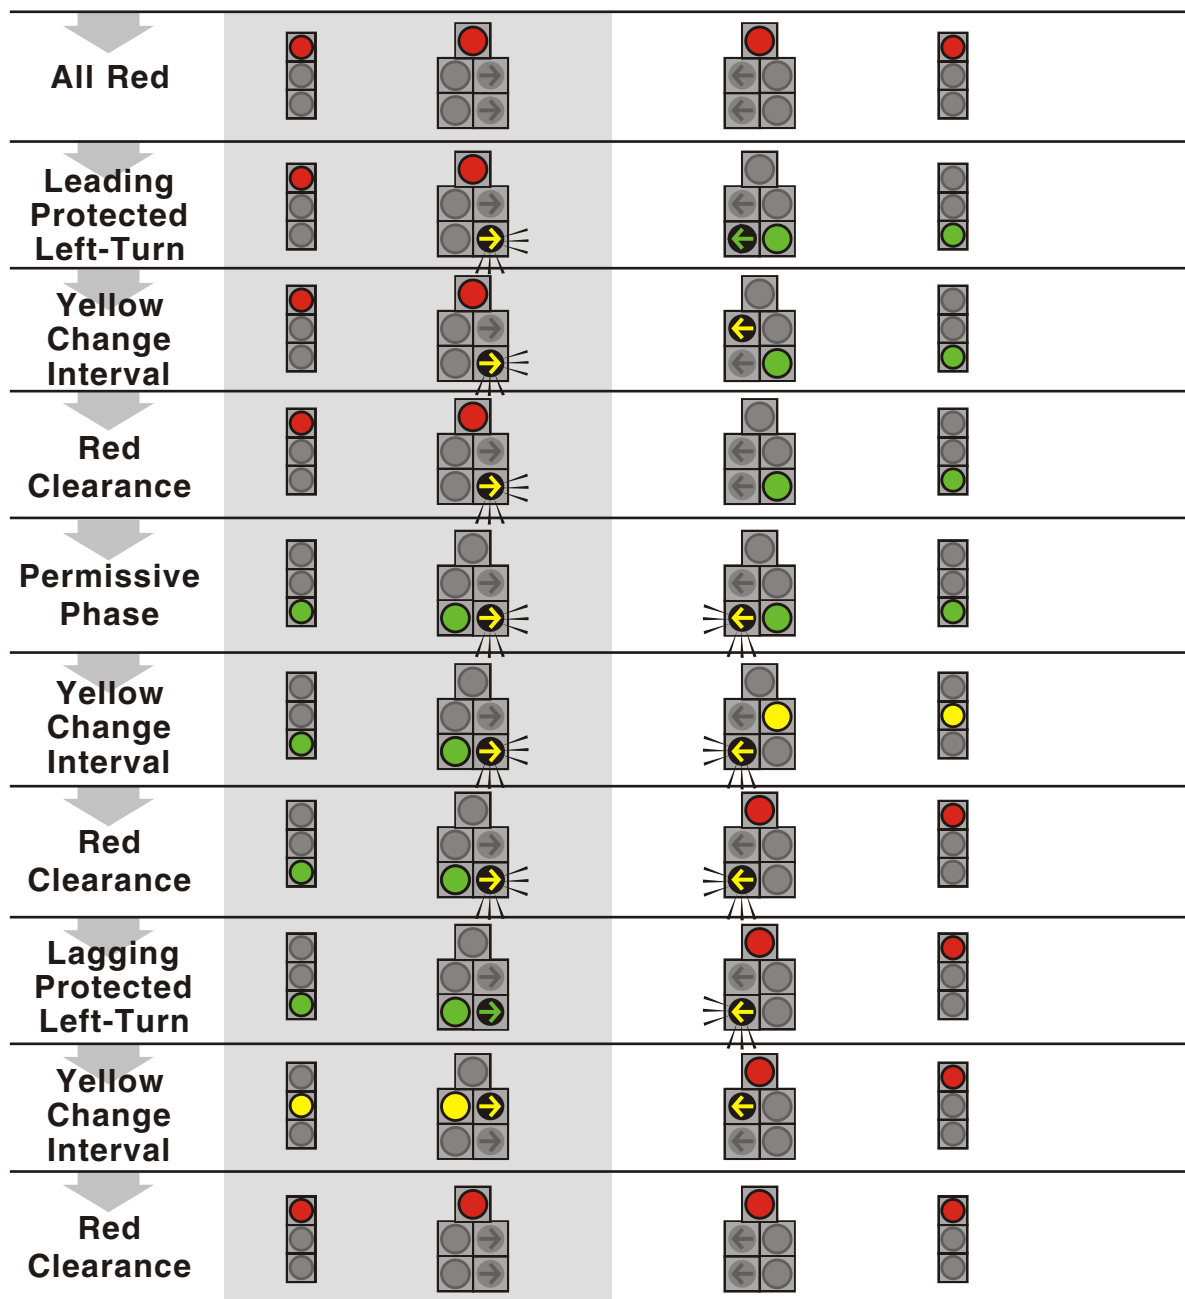 All Red
Leading
Protected
Left-Turn
Yellow
Change
Interval
Red
Clearance
Permissive
Phase
Yellow
Change
Interval
Red
Clearance
Lagging
Protected
Left-Turn
Yellow
Change
Interval
Red
Clearance